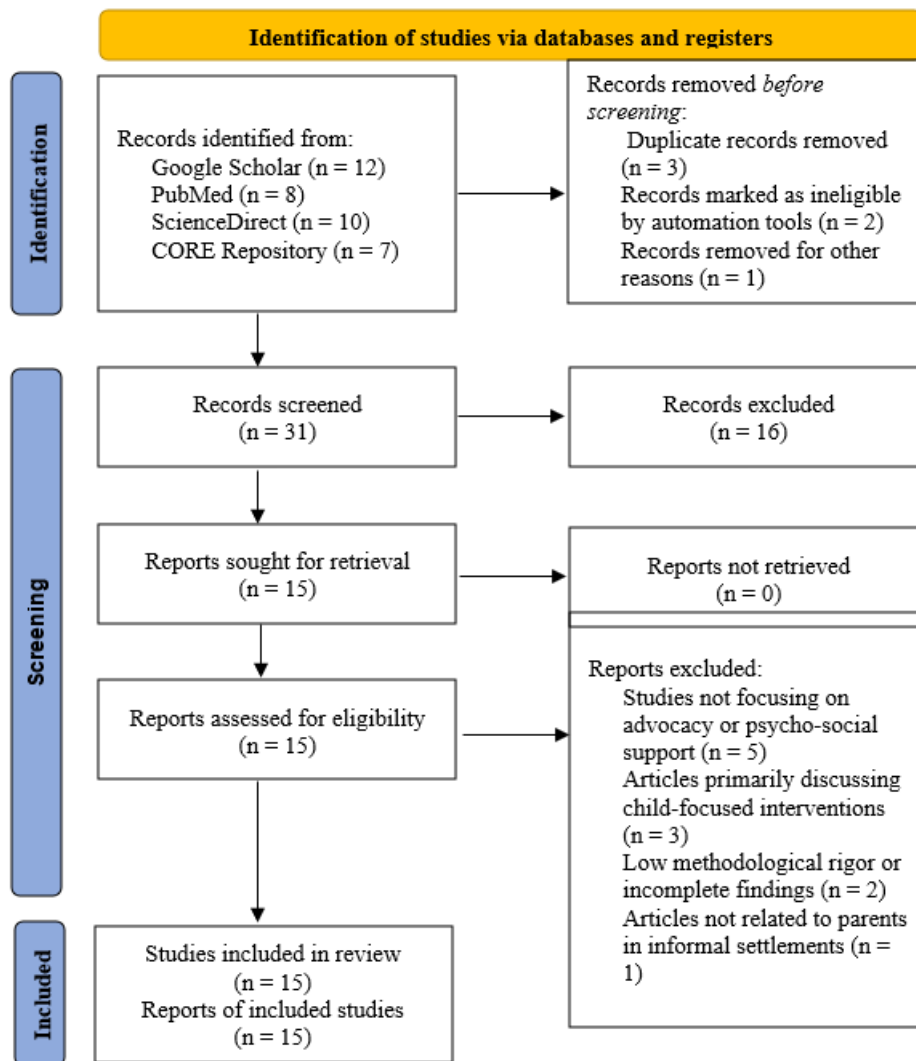 Identification of studies via databases and registers
Identification
Records identified from:
Google Scholar (n = 12)
PubMed (n = 8)
ScienceDirect (n = 10)
CORE Repository (n = 7)
Records removed before
screening:
Duplicate records removed
(n = 3)
Records marked as ineligible
by automation tools (n = 2)
Records removed for other
reasons (n = 1)
Screening
Records screened
(n = 31)
Records excluded
(n = 16)
Reports sought for retrieval
(n = 15)
Reports not retrieved
(n = 0)
Reports assessed for eligibility
(n = 15)
Reports excluded:
Studies not focusing on
advocacy or psycho-social
support (n = 5)
Articles primarily discussing
child-focused interventions
(n = 3)
Low methodological rigor or
incomplete findings (n = 2)
Articles not related to parents
in informal settlements (n =
1)
Included
Studies included in review
(n = 15)
Reports of included studies
(n = 15)